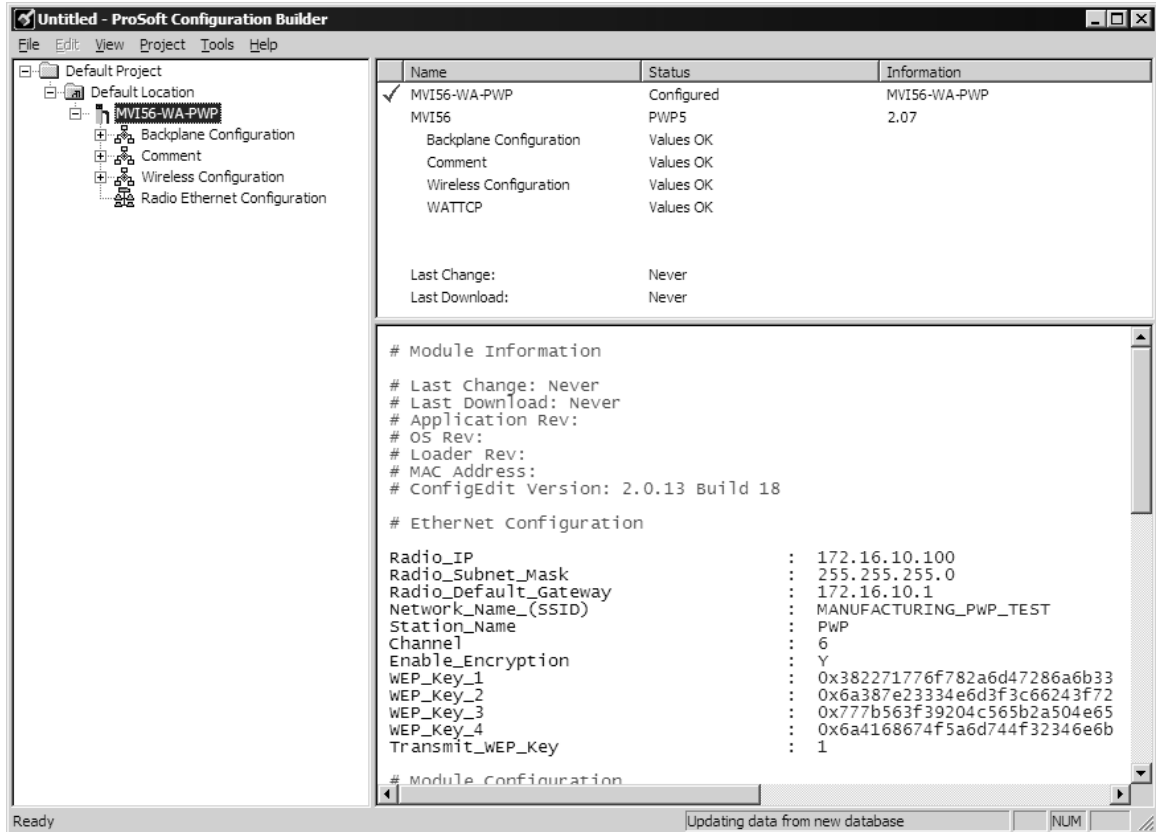 Untitled - ProSoft Configuration Builder
File Edit View Project Tools Help
Default Project
Default Location
MVI56-WA-PWP
Backplane Configuration
Comment
Wireless Configuration
Radio Ethernet Configuration
Name Status Information
MVI56-WA-PWP Configured MVI56-WA-PWP
MVI56 PWP5 2.07
Backplane Configuration Values OK
Comment Values OK
Wireless Configuration Values OK
WATTCP Values OK
Last Change: Never
Last Download: Never
# Module Information
# Last Change: Never
# Last Download: Never
# Application Rev:
# OS Rev:
# Loader Rev:
# MAC Address:
# ConfigEdit Version: 2.0.13 Build 18
# EtherNet Configuration
Radio_IP : 172.16.10.100
Radio_Subnet_Mask : 255.255.255.0
Radio_Default_Gateway : 172.16.10.1
Network_Name_(SSID) : MANUFACTURING_PWP_TEST
Station_Name : PWP
Channel : 6
Enable_Encryption : Y
WEP_Key_1 : 0x382271776f782a6d47286a6b33
WEP_Key_2 : 0x6a387e23334e6d3f3c66243f72
WEP_Key_3 : 0x777b563f39204c565b2a504e65
WEP_Key_4 : 0x6a4168674f5a6d744f32346e6b
Transmit_WEP_Key : 1
# Module Configuration
Ready Updating data from new database NUM